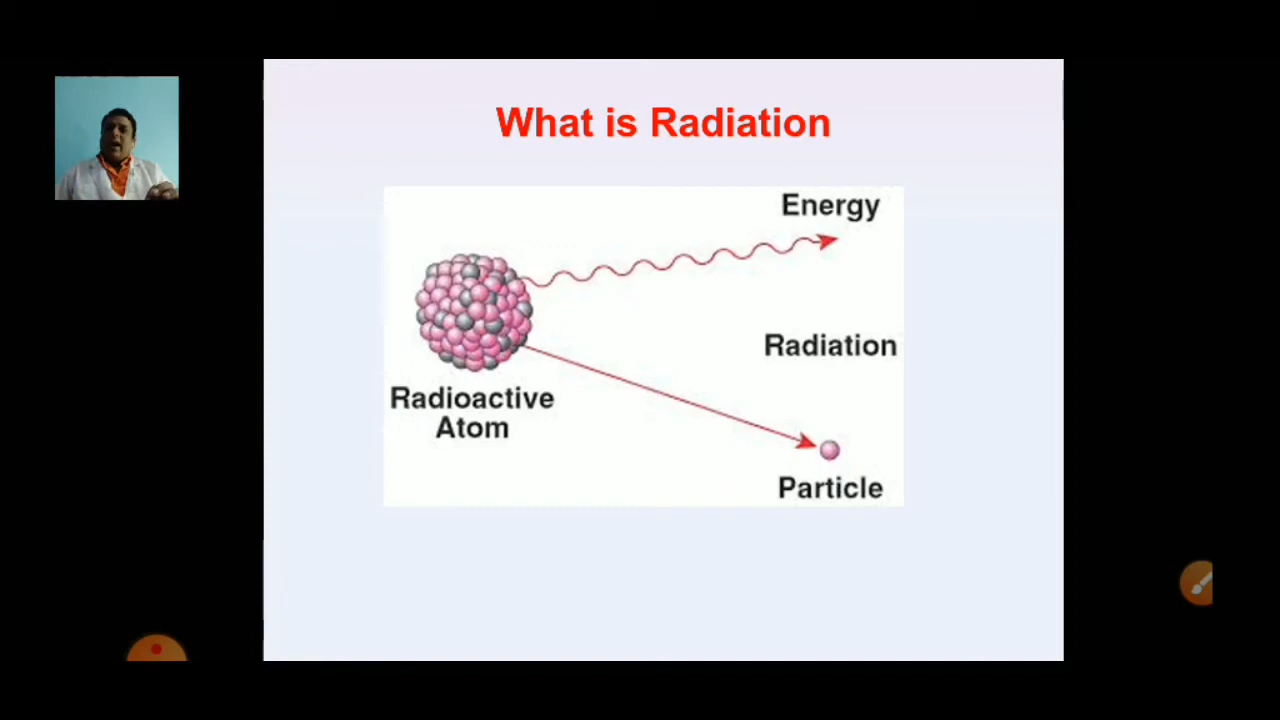 What is Radiation
Energy
Radiation
Radioactive
Atom
Particle